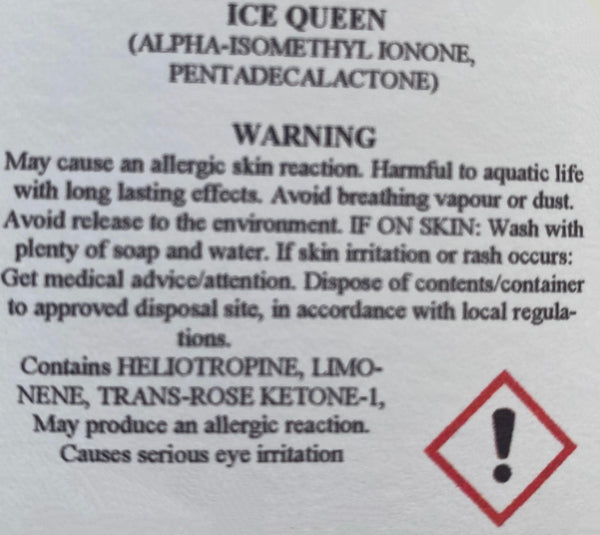 ICE QUEEN
(ALPHA-ISOMETHYL IONONE,
PENTADECALACTONE)
WARNING
May cause an allergic skin reaction. Harmful to aquatic life
with long lasting effects. Avoid breathing vapour or dust.
Avoid release to the environment. IF ON SKIN: Wash with
plenty of soap and water. If skin irritation or rash occurs:
Get medical advice/attention. Dispose of contents/container
to approved disposal site, in accordance with local regula-
tions.
Contains HELIOTROPINE, LIMO-
NENE, TRANS-ROSE KETONE-1,
May produce an allergic reaction.
Causes serious eye irritation